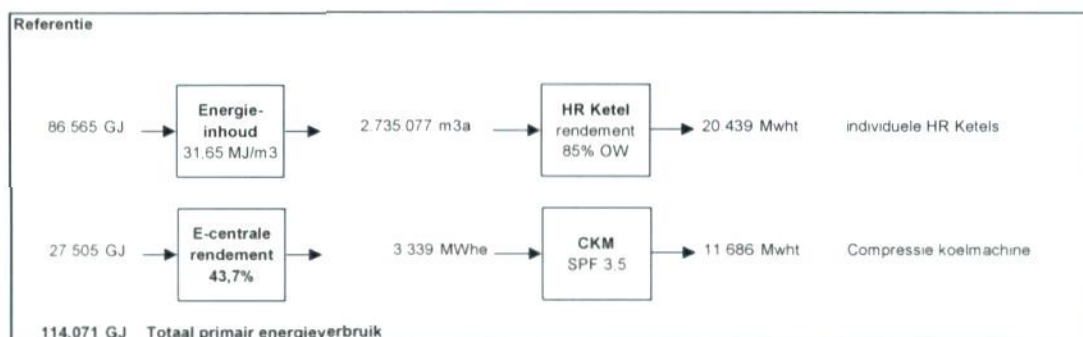 Referentie
86.565 GJ
Energie-
inhoud
31.65 MJ/m3
2.735.077 m3a
HR Ketel
rendement
85% OW
20.439 Mwht
individuele HR Ketels
27.505 GJ
E-centrale
rendement
43,7%
3.339 MWhe
CKM
SPF 3.5
11.686 Mwht
Compressie koelmachine
114.071 GJ Totaal primair energieverbruik